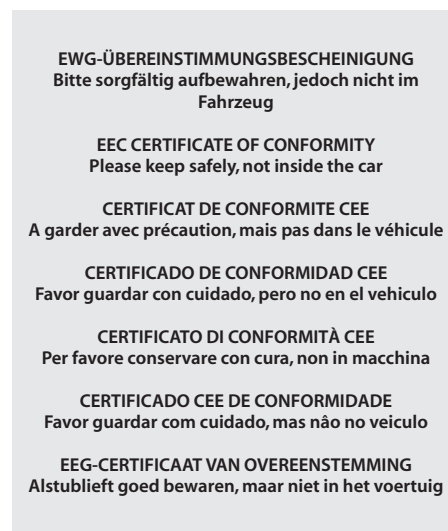 EWG-ÜBEREINSTIMMUNGSBESCHEINIGUNG
Bitte sorgfältig aufbewahren, jedoch nicht im
Fahrzeug
EEC CERTIFICATE OF CONFORMITY
Please keep safely, not inside the car
CERTIFICAT DE CONFORMITE CEE
A garder avec précaution, mais pas dans le véhicule
CERTIFICADO DE CONFORMIDAD CEE
Favor guardar con cuidado, pero no en el vehiculo
CERTIFICATO DI CONFORMITÀ CEE
Per favore conservare con cura, non in macchina
CERTIFICADO CEE DE CONFORMIDADE
Favor guardar com cuidado, mas nâo no veiculo
EEG-CERTIFICAAT VAN OVEREENSTEMMING
Alstublieft goed bewaren, maar niet in het voertuig